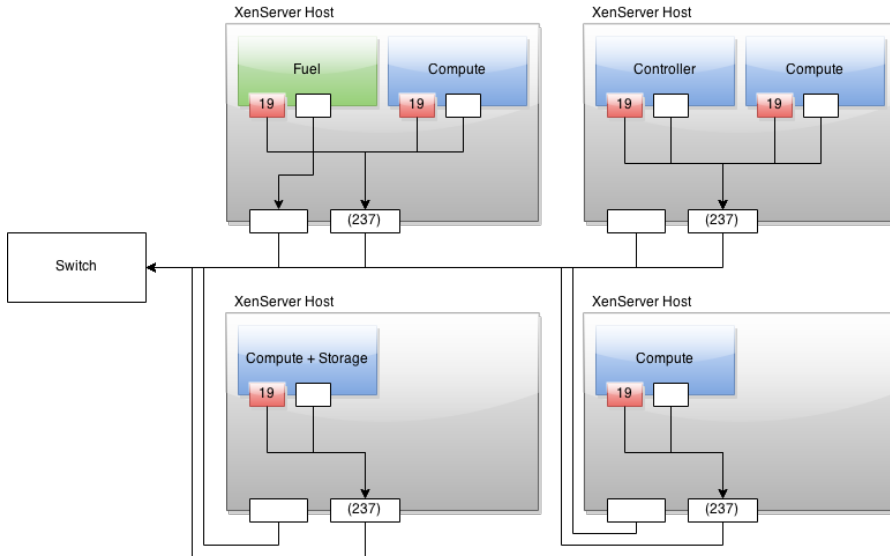 XenServer Host
XenServer Host
Fuel
Compute
Controller
Compute
19
19
19
19
(237)
(237)
Switch
XenServer Host
XenServer Host
Compute + Storage
Compute
19
19
(237)
(237)